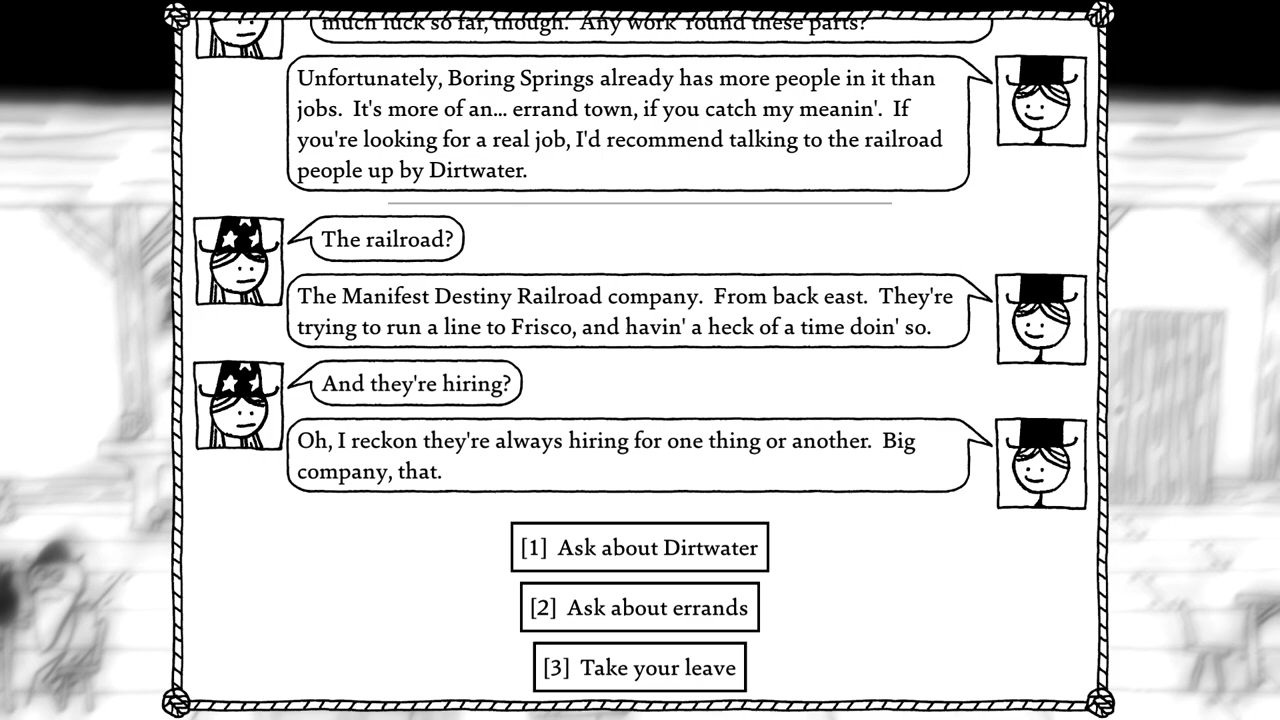 much luck so far, though.  Any work 'round these parts?
Unfortunately, Boring Springs already has more people in it than
jobs.  It's more of an... errand town, if you catch my meanin'.  If
you're looking for a real job, I'd recommend talking to the railroad
people up by Dirtwater.
The railroad?
The Manifest Destiny Railroad company.  From back east.  They're
trying to run a line to Frisco, and havin' a heck of a time doin' so.
And they're hiring?
Oh, I reckon they're always hiring for one thing or another.  Big
company, that.
[1]  Ask about Dirtwater
[2]  Ask about errands
[3]  Take your leave